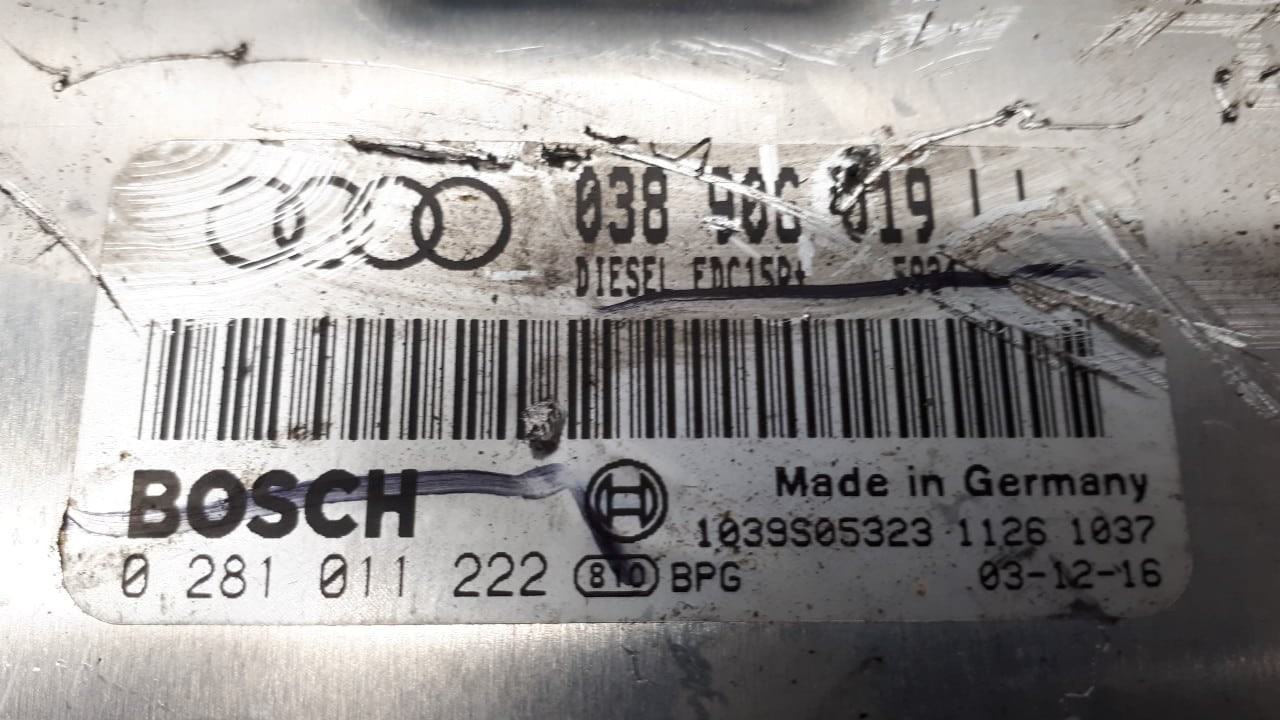 038 906 019
DIESEL EDC15P+
BOSCH
Made in Germany
1039S05323 1126 1037
0 281 011 222 810 BPG 03-12-16